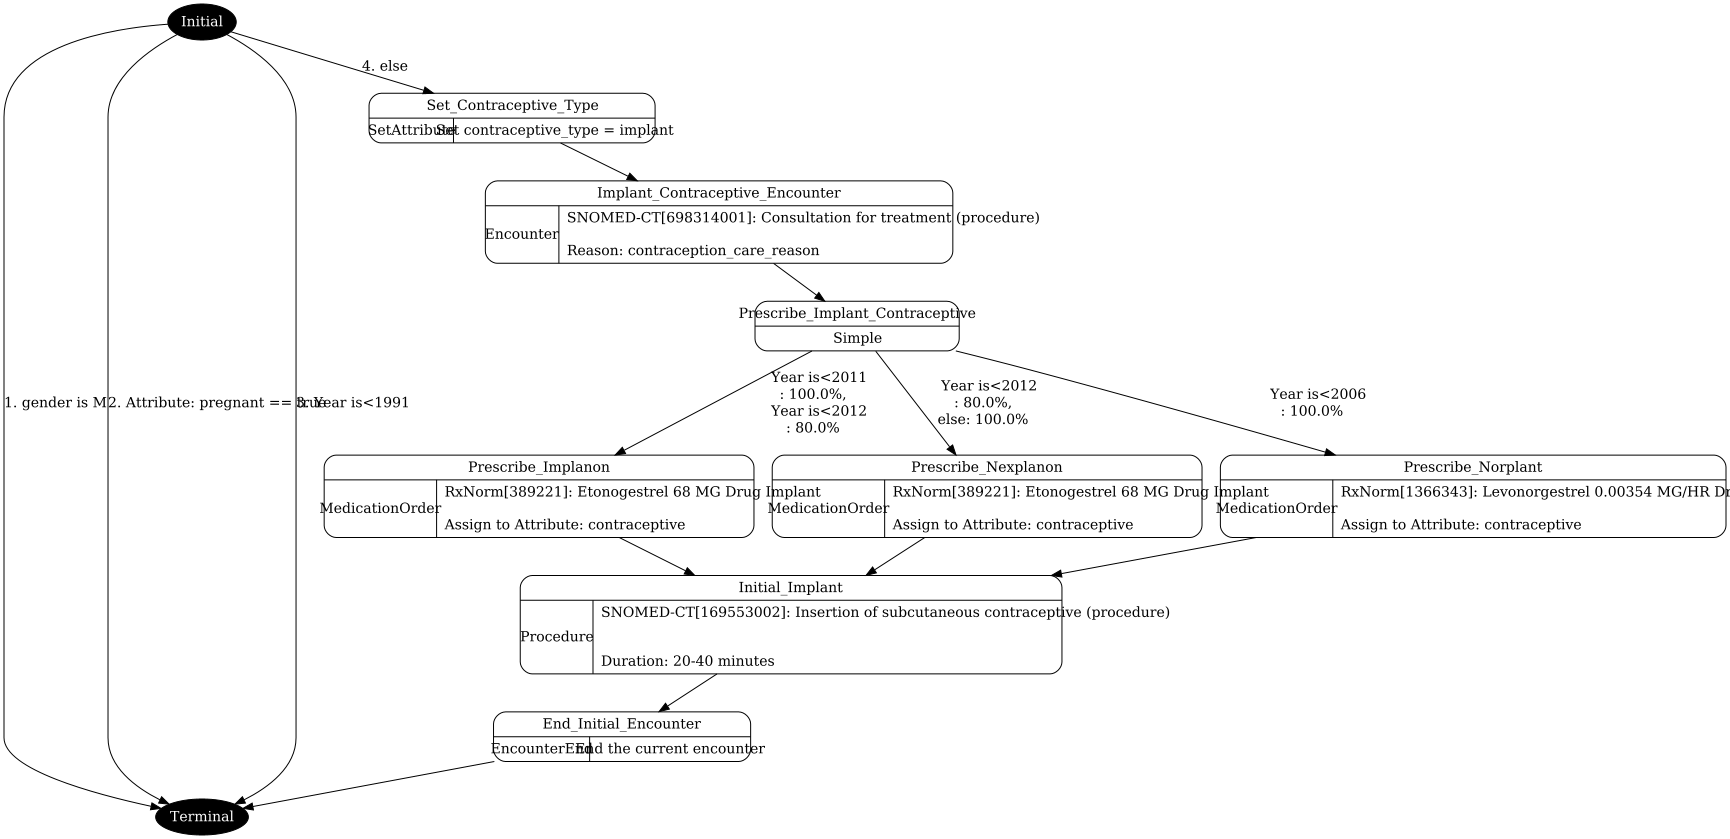 Initial
4. else
Set_Contraceptive_Type
SetAttribute
Set contraceptive_type = implant
Implant_Contraceptive_Encounter
Encounter
SNOMED-CT[698314001]: Consultation for treatment (procedure)
Reason: contraception_care_reason
Prescribe_Implant_Contraceptive
Simple
1. gender is M
2. Attribute: pregnant == true
3. Year is<1991
Year is<2011
: 100.0%,
Year is<2012
: 80.0%
Year is<2012
: 80.0%,
else: 100.0%
Year is<2006
: 100.0%
Prescribe_Implanon
MedicationOrder
RxNorm[389221]: Etonogestrel 68 MG Drug Implant
Assign to Attribute: contraceptive
Prescribe_Nexplanon
MedicationOrder
RxNorm[389221]: Etonogestrel 68 MG Drug Implant
Assign to Attribute: contraceptive
Prescribe_Norplant
MedicationOrder
RxNorm[1366343]: Levonorgestrel 0.00354 MG/HR
Assign to Attribute: contraceptive
Initial_Implant
Procedure
SNOMED-CT[169553002]: Insertion of subcutaneous contraceptive (procedure)
Duration: 20-40 minutes
End_Initial_Encounter
EncounterEnd
End the current encounter
Terminal